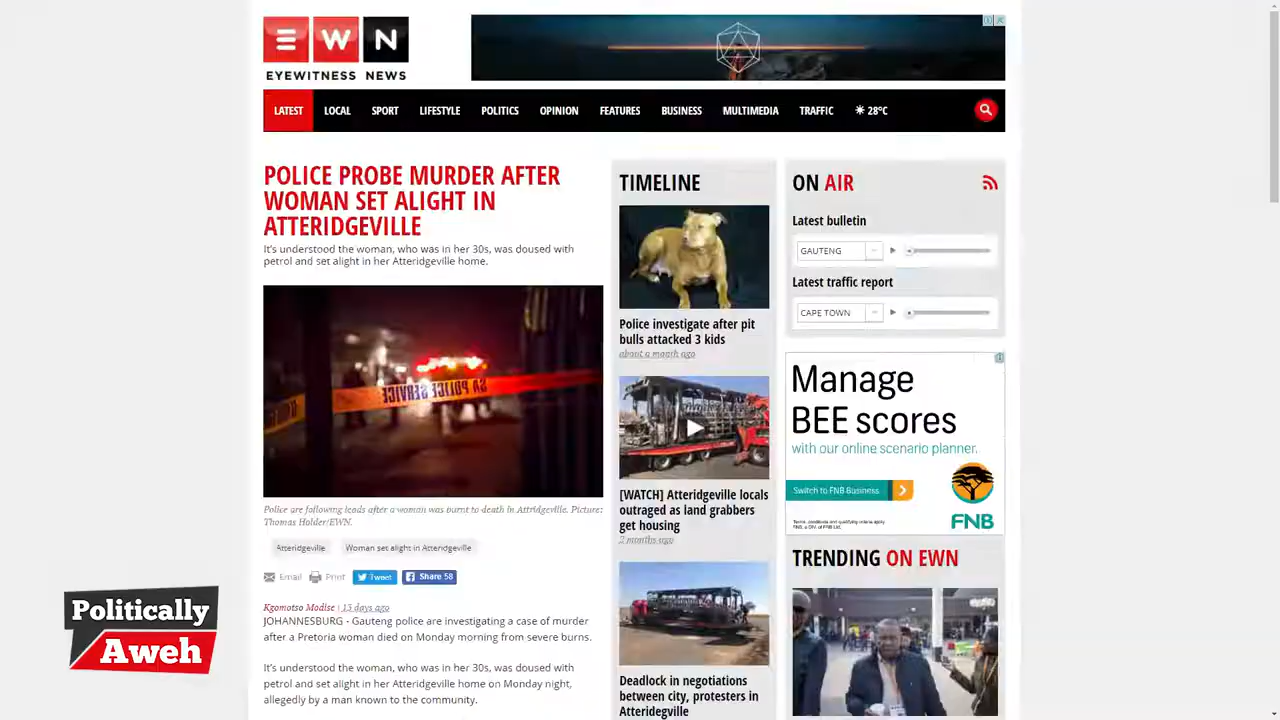 EWN
EYEWITNESS NEWS
LATEST LOCAL SPORT LIFESTYLE POLITICS OPINION FEATURES BUSINESS MULTIMEDIA TRAFFIC 28°C
POLICE PROBE MURDER AFTER
WOMAN SET ALIGHT IN
ATTERIDGEVILLE
It's understood the woman, who was in her 30s, was doused with
petrol and set alight in her Atteridgeville home.
SA POLICE SERVICE
Police are following leads after a woman was burnt to death in Attridgeville. Picture:
Thomas Holder/EWN.
Atteridgeville Woman set alight in Atteridgeville
Email Print Tweet Share 58
Kgomotso Modise | 13 days ago
JOHANNESBURG - Gauteng police are investigating a case of murder
after a Pretoria woman died on Monday morning from severe burns.
It's understood the woman, who was in her 30s, was doused with
petrol and set alight in her Atteridgeville home on Monday night,
allegedly by a man known to the community.
TIMELINE
Police investigate after pit
bulls attacked 3 kids
about a month ago
[WATCH] Atteridgeville locals
outraged as land grabbers
get housing
2 months ago
Deadlock in negotiations
between city, protesters in
Atteridegville
ON AIR
Latest bulletin
GAUTENG
Latest traffic report
CAPE TOWN
Manage
BEE scores
with our online scenario planner.
Switch to FNB Business
Terms, conditions and qualifying criteria apply.
FNB
TRENDING ON EWN
Politically
Aweh